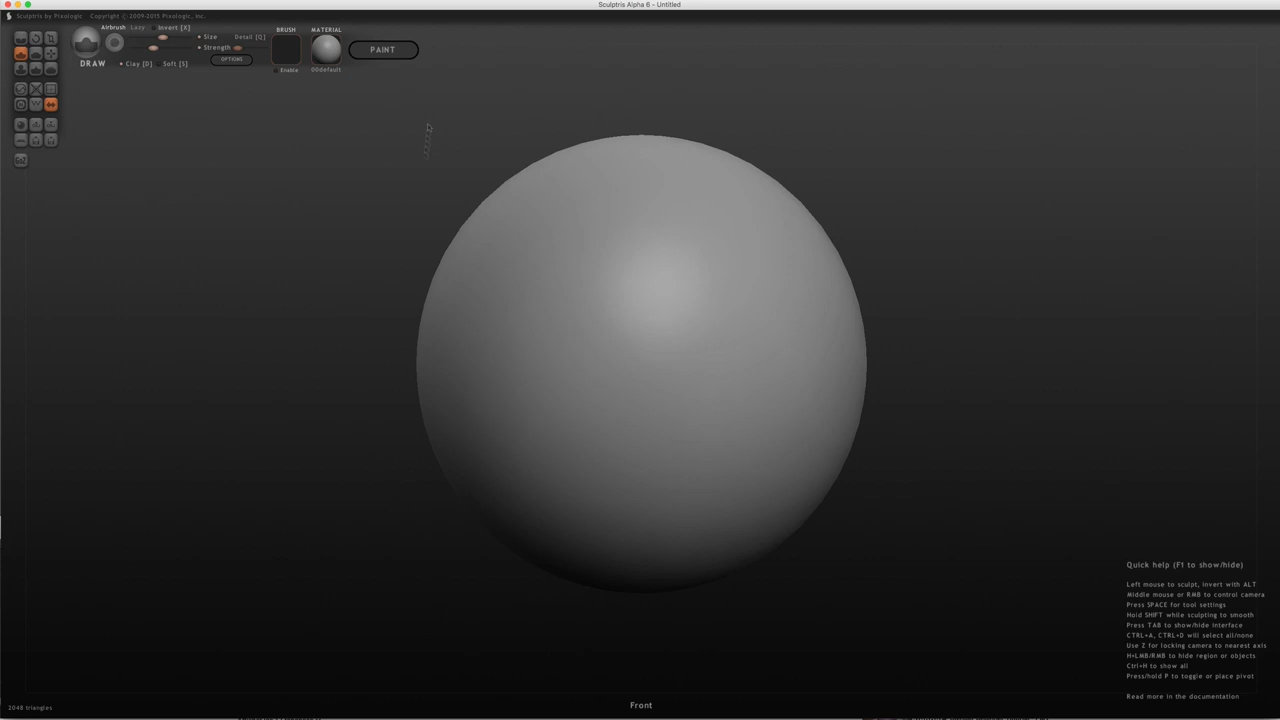 Sculptris Alpha 6 - Untitled
Sculptris by Pixologic Copyright © 2009-2015 Pixologic, Inc.
Airbrush Lazy Invert [X]
Size Detail [Q]
Strength
DRAW Clay [D] Soft [S] OPTIONS
BRUSH
Enable
MATERIAL
00default
PAINT
Quick help (F1 to show/hide)
Left mouse to sculpt, invert with ALT
Middle mouse or RMB to control camera
Press SPACE for tool settings
Hold SHIFT while sculpting to smooth
Press TAB to show/hide interface
CTRL+A, CTRL+D will select all/none
Use Z for locking camera to nearest axis
H+LMB/RMB to hide region or objects
Ctrl+H to show all
Press/hold P to toggle or place pivot
Read more in the documentation
2048 triangles
Front